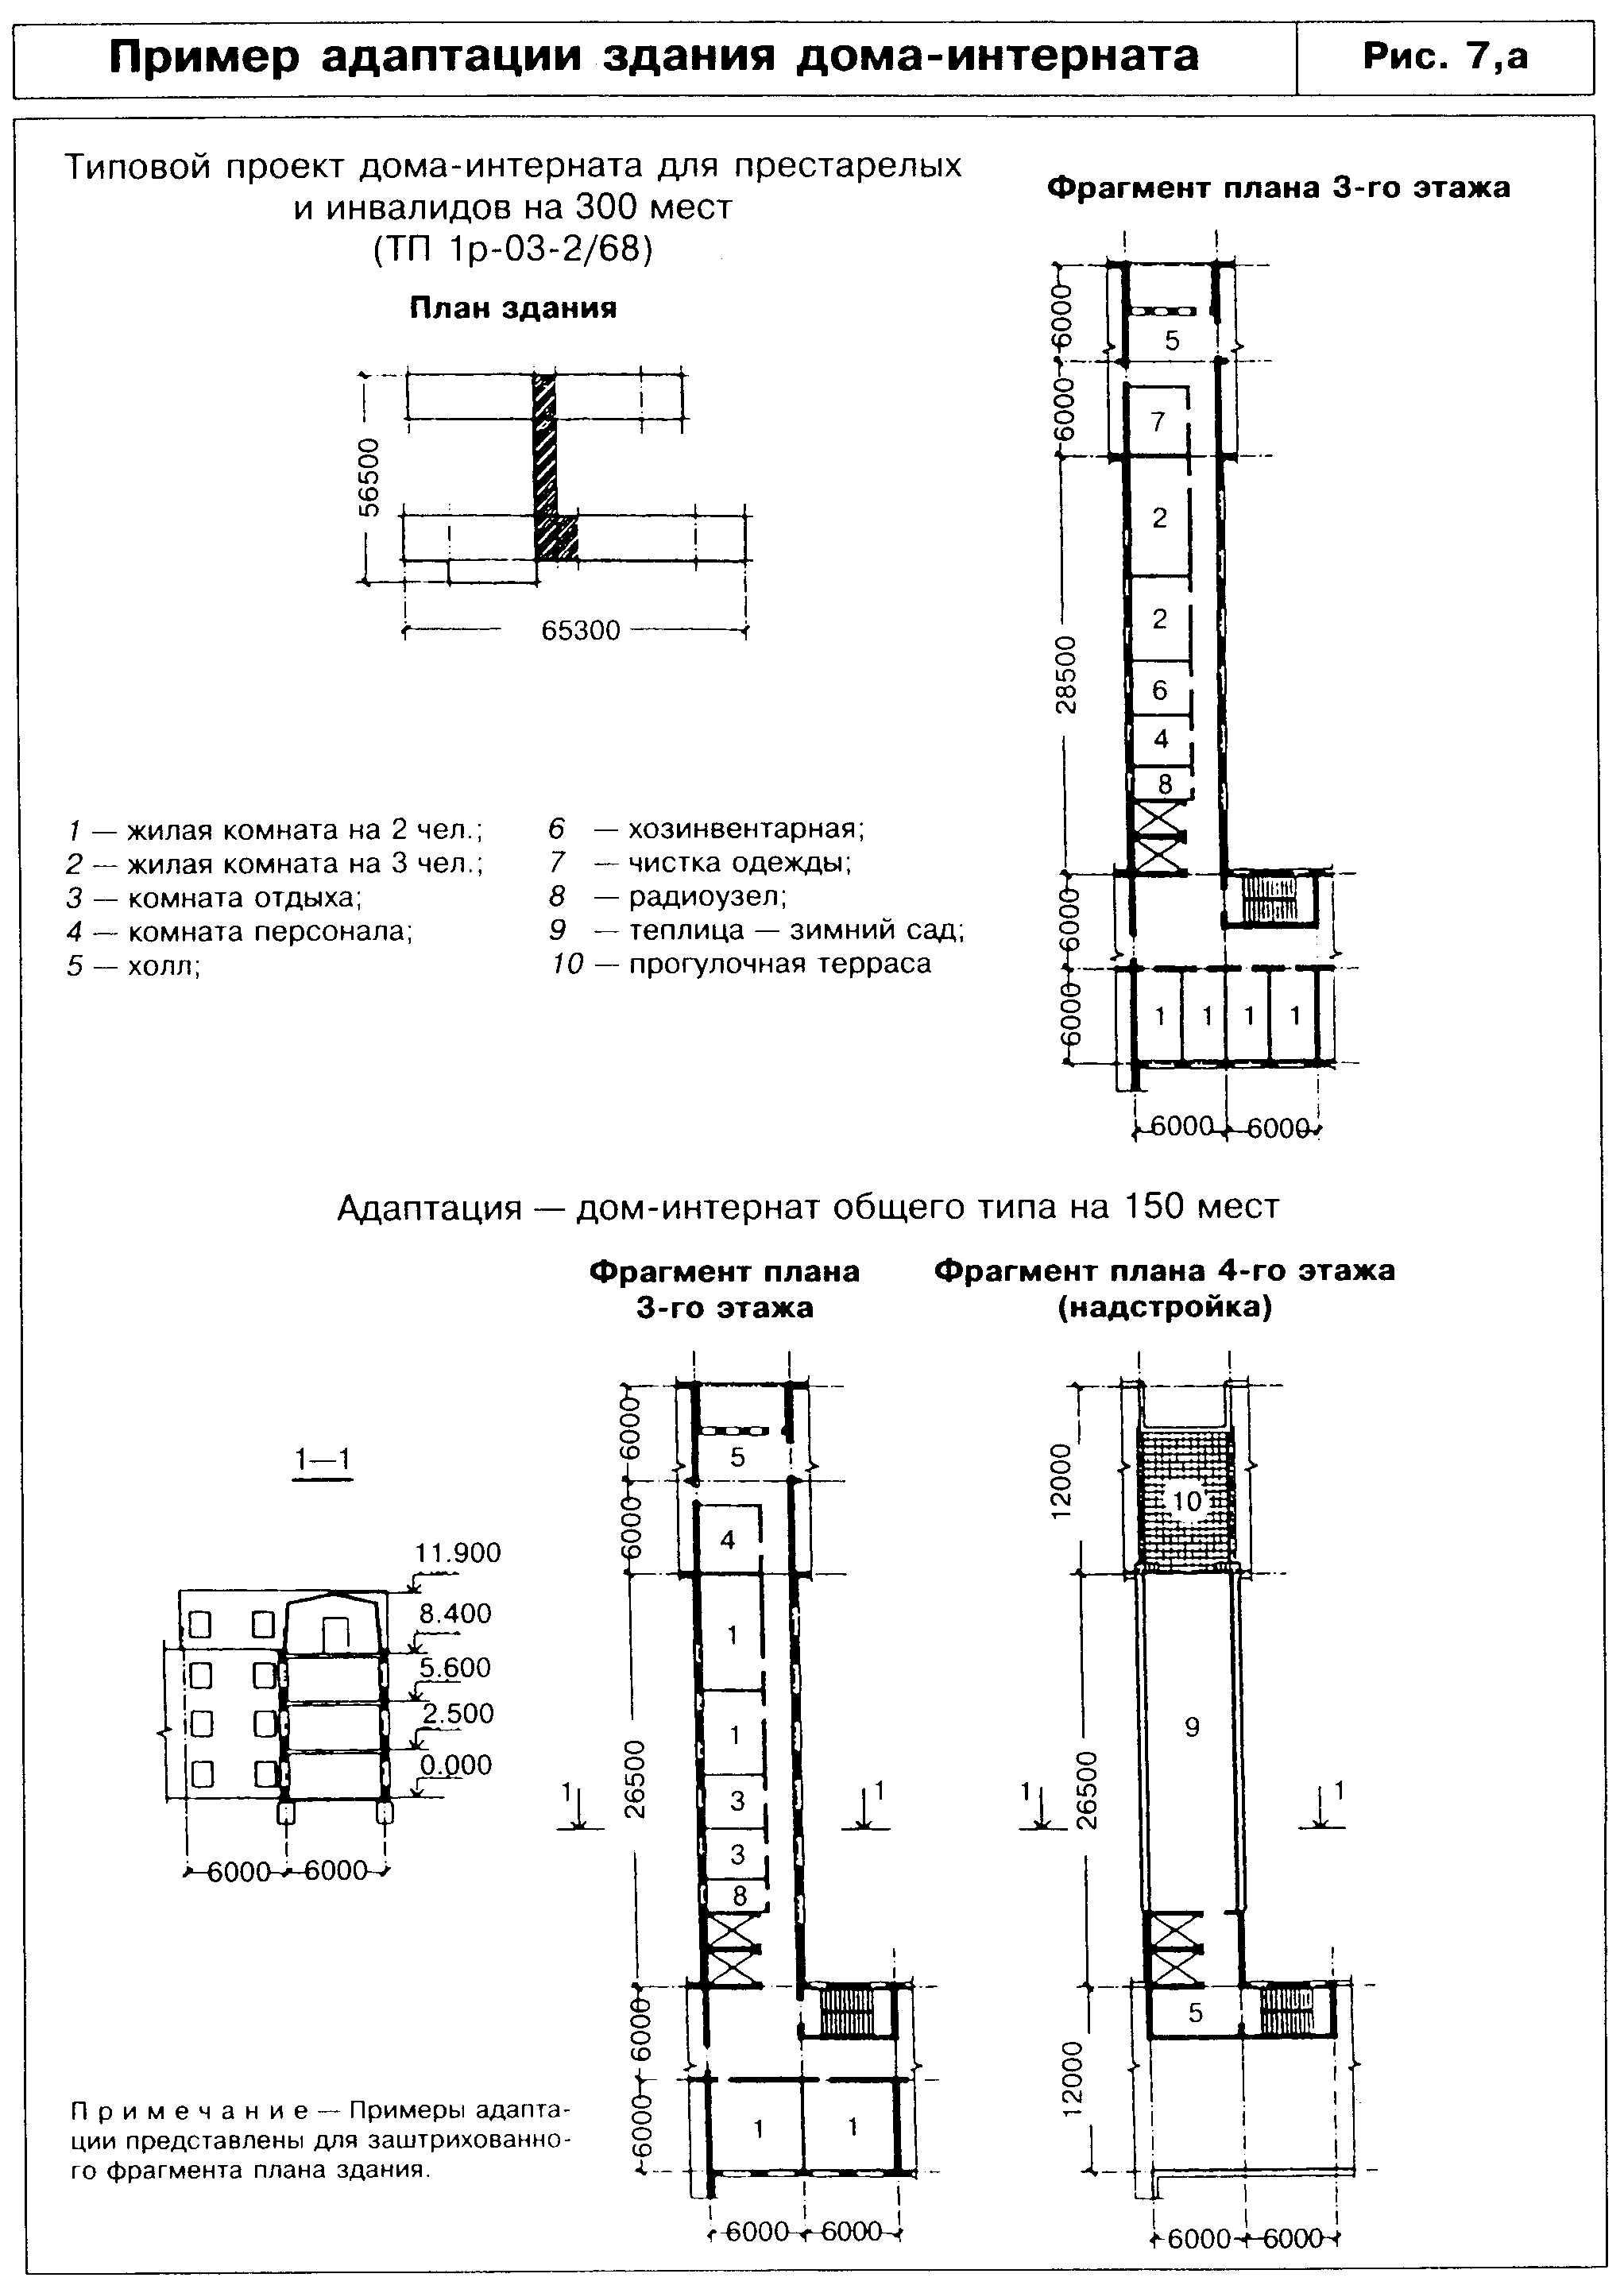 Пример адаптации здания дома-интерната
Рис. 7,а
Типовой проект дома-интерната для престарелых
и инвалидов на 300 мест
(ТП 1р-03-2/68)
План здания
56500
65300
Фрагмент плана 3-го этажа
6000
6000
28500
6000
6000
5
7
2
2
6
4
8
1
1
1
1
6000
6000
1 — жилая комната на 2 чел.;
2 — жилая комната на 3 чел.;
3 — комната отдыха;
4 — комната персонала;
5 — холл;
6 — хозинвентарная;
7 — чистка одежды;
8 — радиоузел;
9 — теплица — зимний сад;
10 — прогулочная терраса
Адаптация — дом-интернат общего типа на 150 мест
Фрагмент плана
3-го этажа
Фрагмент плана 4-го этажа
(надстройка)
1—1
11.900
8.400
5.600
2.500
0.000
6000
6000
6000
6000
26500
6000
6000
5
4
1
1
3
3
8
1
1
1
1
6000
6000
12000
26500
12000
10
9
5
1
1
6000
6000
Примечание — Примеры адапта-
ции представлены для заштрихованно-
го фрагмента плана здания.